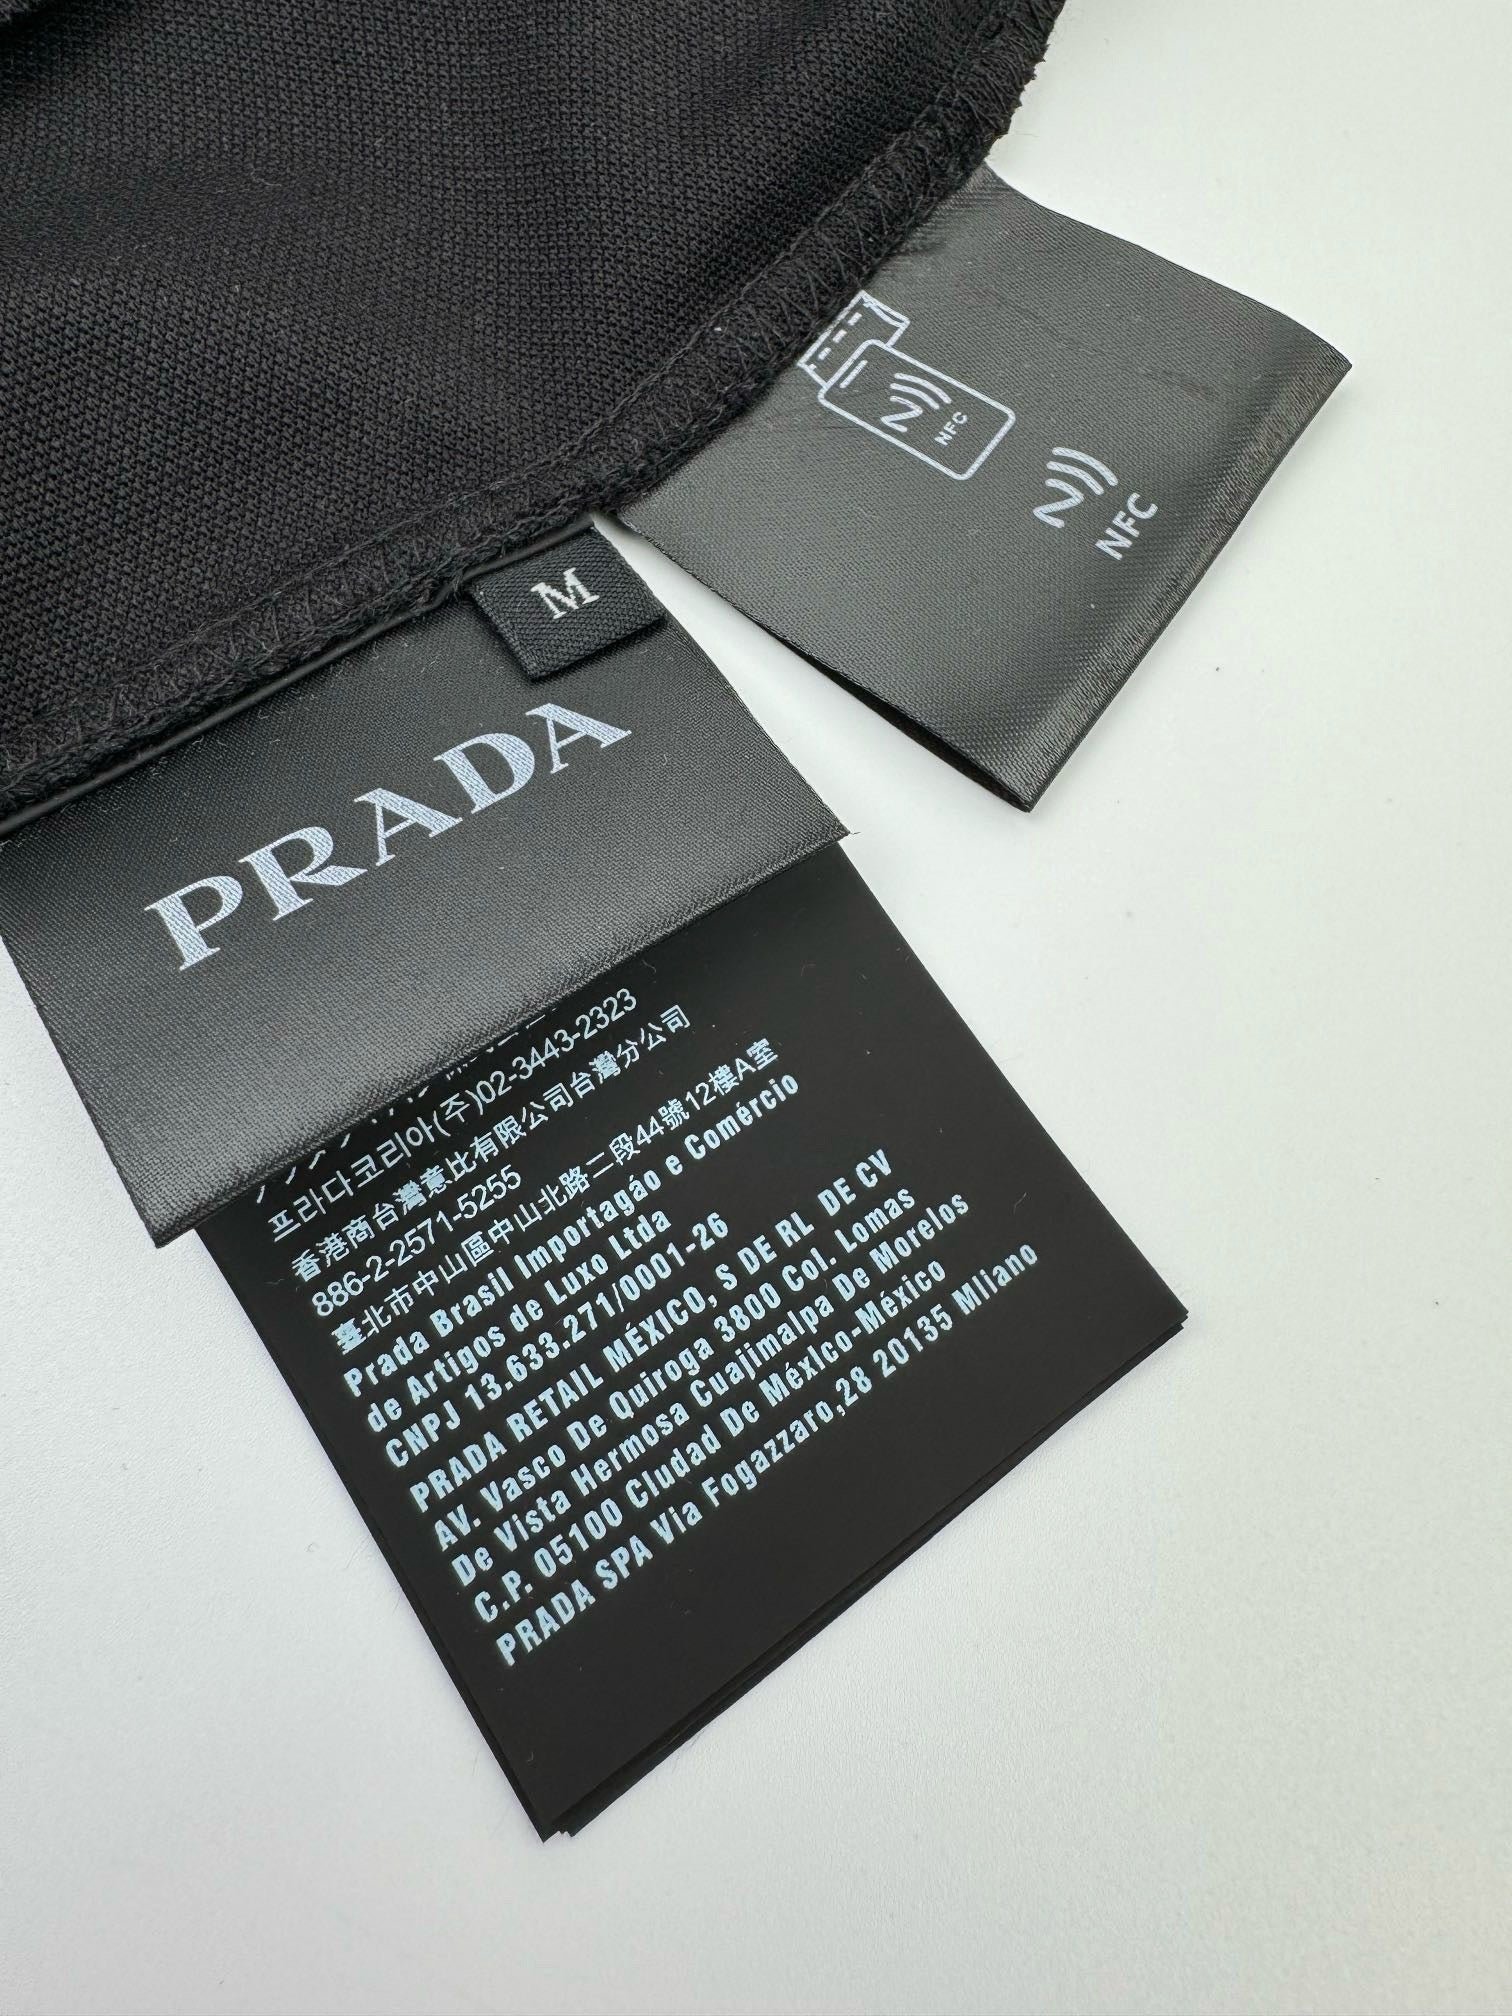 NFC
NFC
M
PRADA
프라다코리아(주)02-3443-2323
香港商台灣意比有限公司台灣分公司
886-2-2571-5255
臺北市中山區中山北路二段44號12樓A室
Prada Brasil Importagáo e Comércio
de Artigos de Luxo Ltda
CNPJ 13.633.271/0001-26
PRADA RETAIL MÉXICO, S DE RL DE CV
AV. Vasco De Quiroga 3800 Col. Lomas
De Vista Hermosa Cuajimalpa De Morelos
C.P. 05100 Cludad De México-México
PRADA SPA Via Fogazzaro,28 20135 Mliano